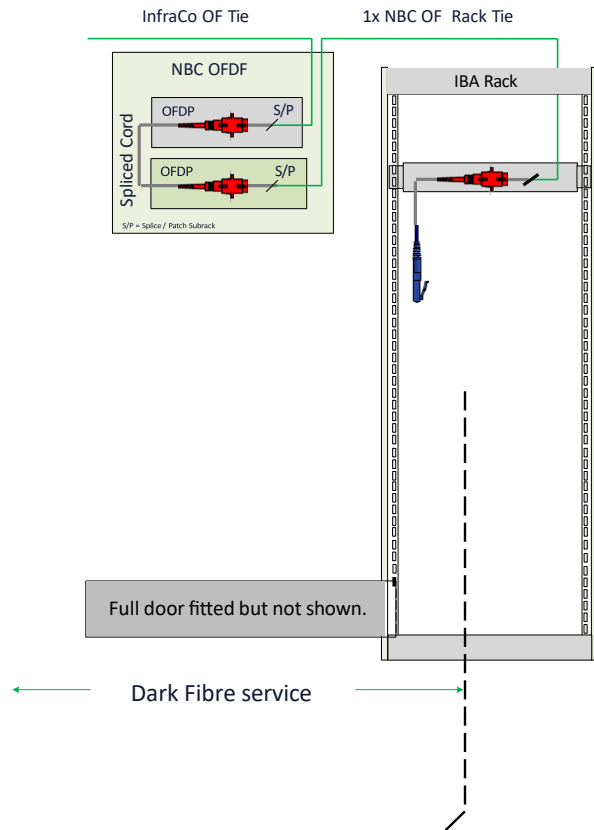 InfraCo OF Tie
1x NBC OF Rack Tie
NBC OFDF
IBA Rack
OFDP
S/P
Spliced Cord
OFDP
S/P
S/P = Splice / Patch Subrack
Full door fitted but not shown.
Dark Fibre service